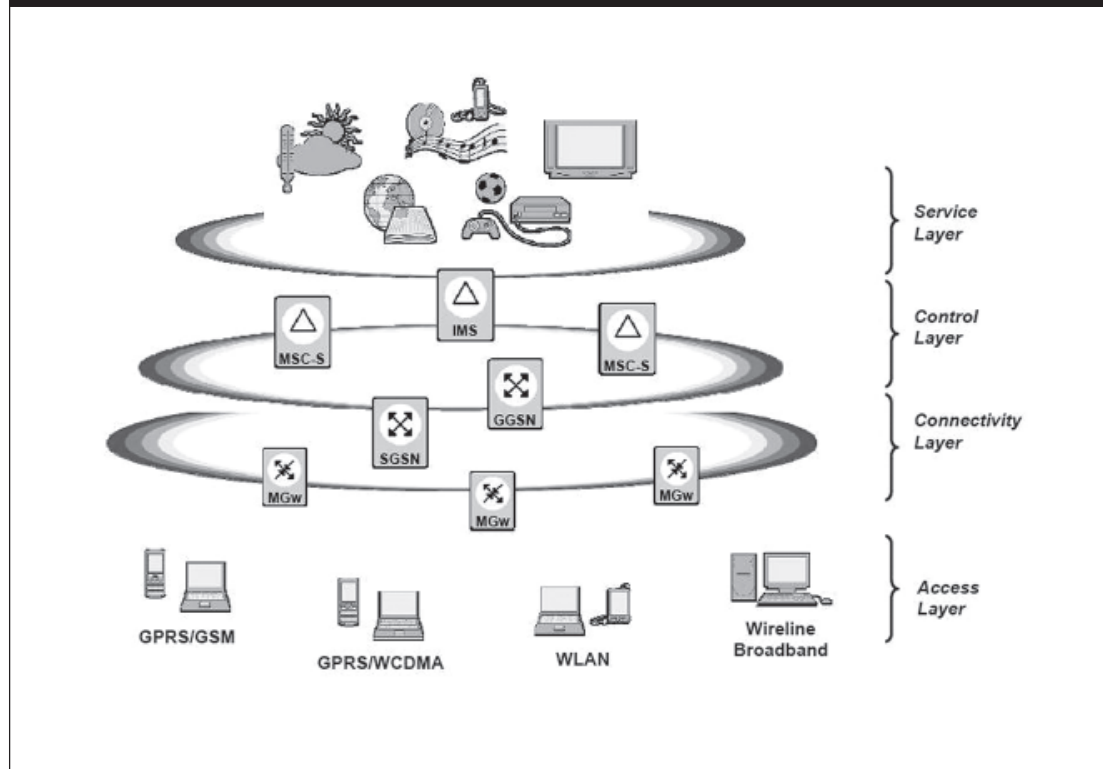 Service
Layer
IMS
MSC-S
MSC-S
Control
Layer
GGSN
SGSN
Connectivity
Layer
MGw
MGw
MGw
GPRS/GSM
GPRS/WCDMA
WLAN
Wireline
Broadband
Access
Layer